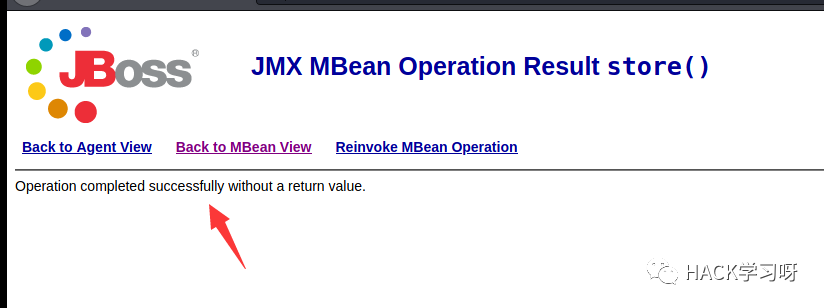 JBoss®
JMX MBean Operation Result store()
Back to Agent View Back to MBean View Reinvoke MBean Operation
Operation completed successfully without a return value.
HACK学习呀